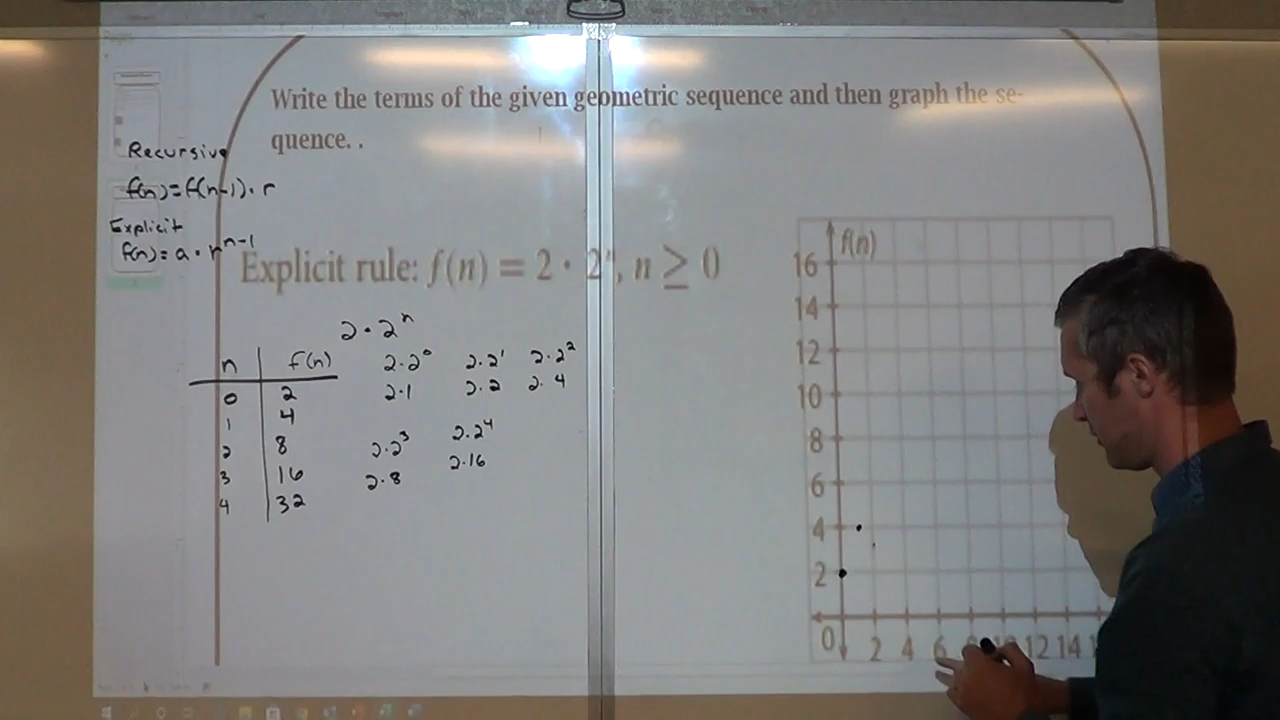 Write the terms of the given geometric sequence and then graph the se-
quence. .
Recursive
f(n)=f(n-1)·r
Explicit
f(n)=a·r^n-1
Explicit rule: f(n) = 2 · 2^n, n ≥ 0
2·2^n
n f(n) 2·2^0 2·2^1 2·2^2
0 2 2·1 2·2 2·4
1 4
2 8 2·2^3 2·2^4
3 16 2·8 2·16
4 32
f(n)
16
14
12
10
8
6
4
2
0 2 4 6 8 10 12 14